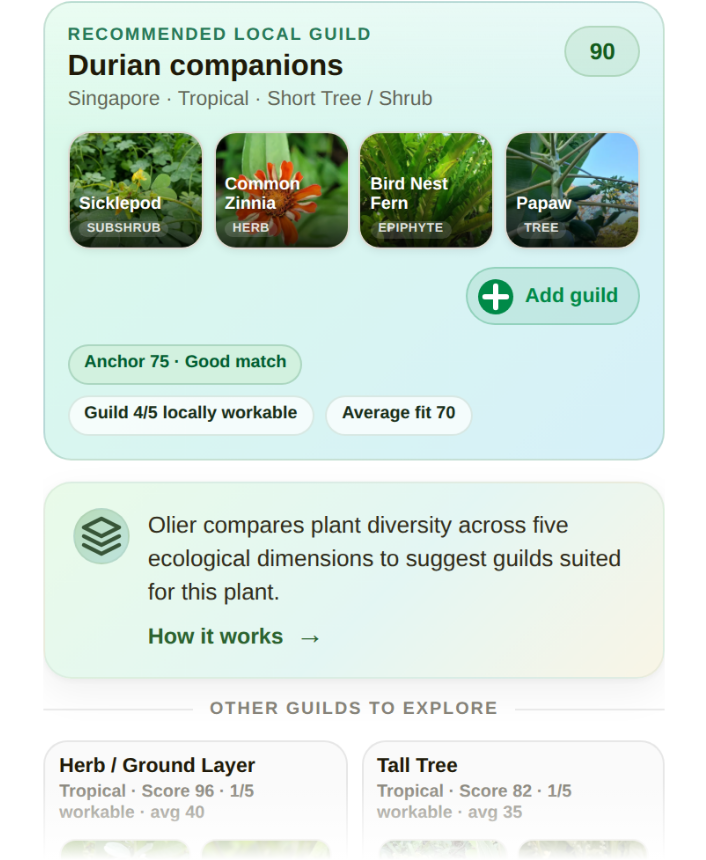 RECOMMENDED LOCAL GUILD
Durian companions
90
Singapore · Tropical · Short Tree / Shrub
Sicklepod
SUBSHRUB
Common
Zinnia
HERB
Bird Nest
Fern
EPIPHYTE
Papaw
TREE
Add guild
Anchor 75 · Good match
Guild 4/5 locally workable
Average fit 70
Olier compares plant diversity across five
ecological dimensions to suggest guilds suited
for this plant.
How it works →
OTHER GUILDS TO EXPLORE
Herb / Ground Layer
Tropical · Score 96 · 1/5
workable · avg 40
Tall Tree
Tropical · Score 82 · 1/5
workable · avg 35